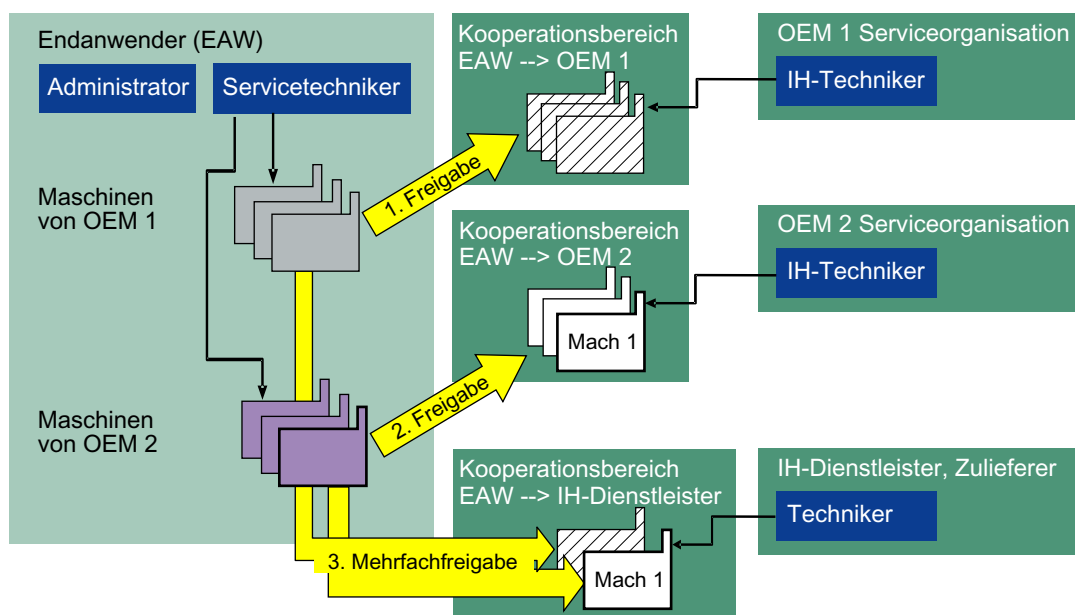 Endanwender (EAW)
Administrator
Servicetechniker
Maschinen
von OEM 1
Maschinen
von OEM 2
1. Freigabe
2. Freigabe
3. Mehrfachfreigabe
Kooperationsbereich
EAW --> OEM 1
OEM 1 Serviceorganisation
IH-Techniker
Kooperationsbereich
EAW --> OEM 2
Mach 1
OEM 2 Serviceorganisation
IH-Techniker
Kooperationsbereich
EAW --> IH-Dienstleister
Mach 1
IH-Dienstleister, Zulieferer
Techniker